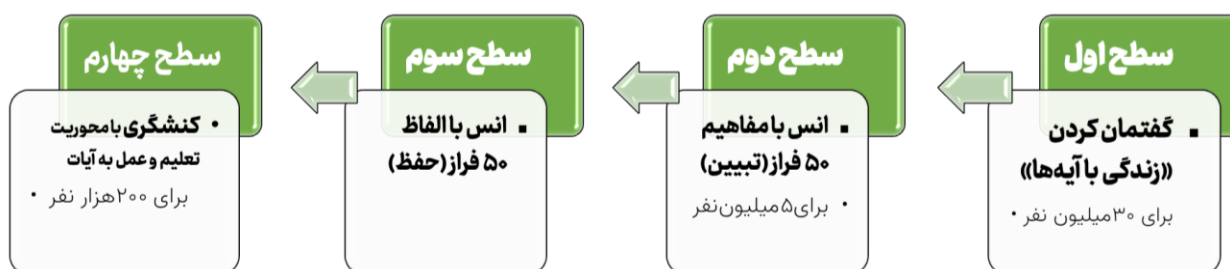 سطح اول
گفتمان کردن
«زندگی با آیه‌ها»
برای ۳۰میلیون نفر
سطح دوم
انس با مفاهیم
۵۰ فراز(تبیین)
برای۵میلیون‌نفر
سطح سوم
انس با الفاظ
۵۰ فراز(حفظ)
سطح چهارم
کنشگری با محوریت
تعلیم و عمل به آیات
برای ۲۰۰هزار نفر